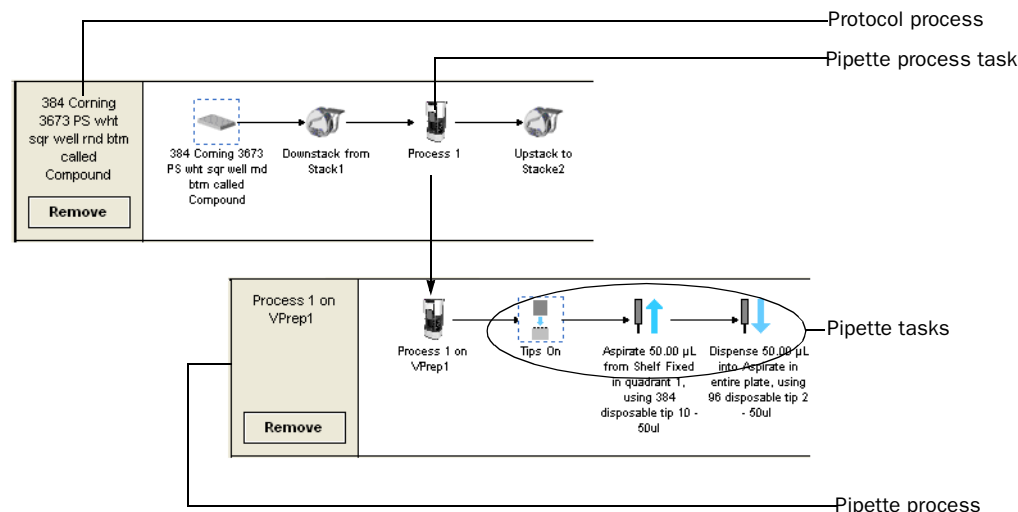 Protocol process
Pipette process task
384 Corning
3673 PS wht
sqr well rnd btm
called
Compound
Remove
384 Corning 3673
PS wht sqr well rnd
btm called
Compound
Downstack from
Stack1
Process 1
Upstack to
Stacke2
Process 1 on
VPrep1
Remove
Process 1 on
VPrep1
Tips On
Aspirate 50.00 µL
from Shelf Fixed
in quadrant 1,
using 384
disposable tip 10 -
50ul
Dispense 50.00 µL
into Aspirate in
entire plate, using
96 disposable tip 2
- 50ul
Pipette tasks
Pipette process